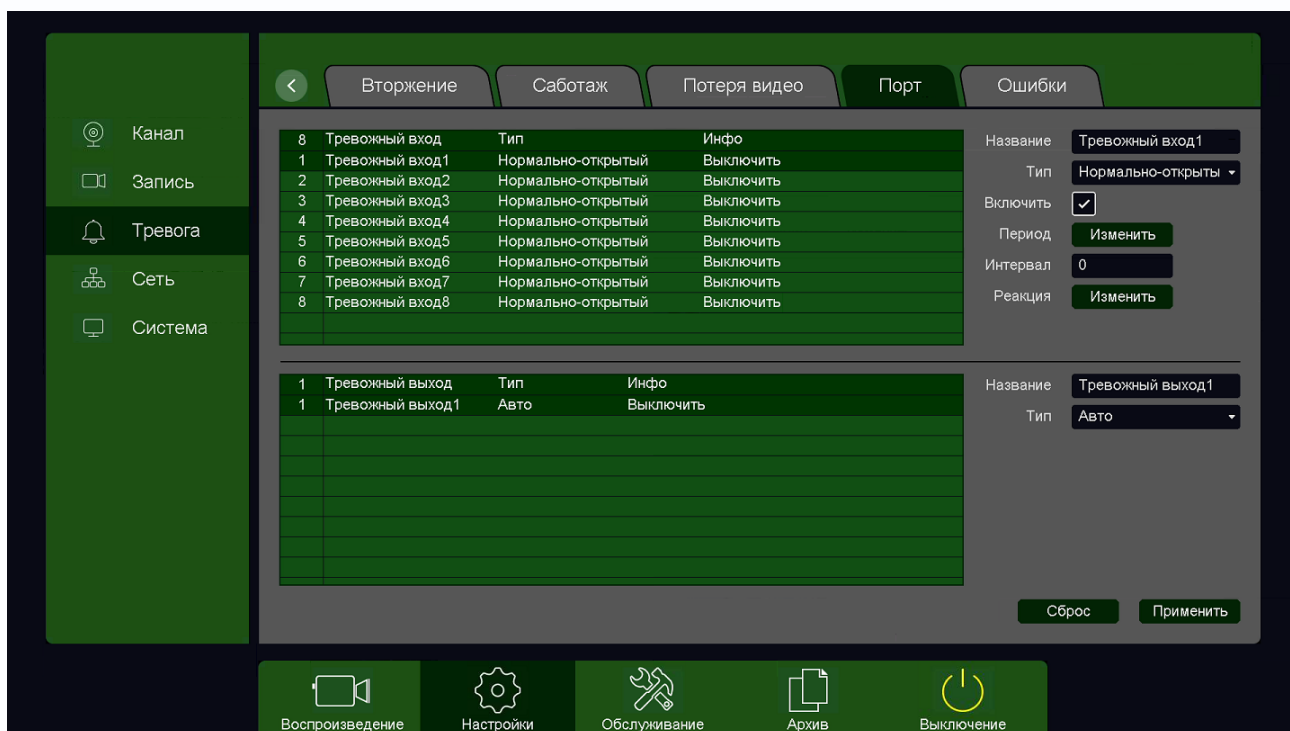 Вторжение Саботаж Потеря видео Порт Ошибки
Канал
Запись
Тревога
Сеть
Система
8 Тревожный вход Тип Инфо
1 Тревожный вход1 Нормально-открытый Выключить
2 Тревожный вход2 Нормально-открытый Выключить
3 Тревожный вход3 Нормально-открытый Выключить
4 Тревожный вход4 Нормально-открытый Выключить
5 Тревожный вход5 Нормально-открытый Выключить
6 Тревожный вход6 Нормально-открытый Выключить
7 Тревожный вход7 Нормально-открытый Выключить
8 Тревожный вход8 Нормально-открытый Выключить
Название Тревожный вход1
Тип Нормально-открыты
Включить
Период Изменить
Интервал 0
Реакция Изменить
1 Тревожный выход Тип Инфо
1 Тревожный выход1 Авто Выключить
Название Тревожный выход1
Тип Авто
Сброс Применить
Воспроизведение Настройки Обслуживание Архив Выключение